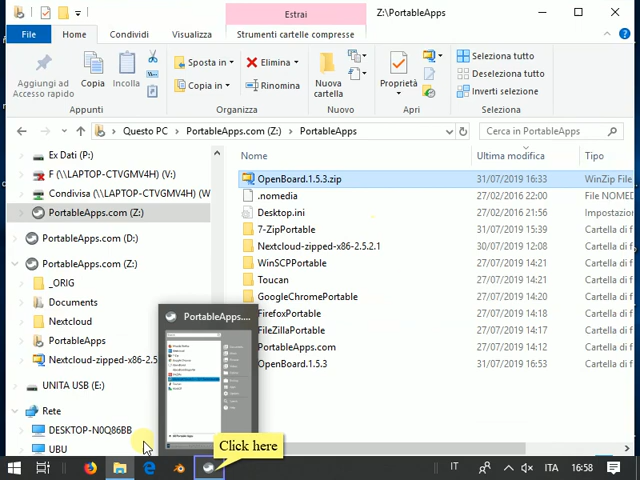 Estrai
Z:\PortableApps
File
Home
Condividi
Visualizza
Strumenti cartelle compresse
Aggiungi ad
Accesso rapido
Copia
Incolla
Sposta in
Copia in
Elimina
Rinomina
Nuova
cartella
Proprietà
Seleziona tutto
Deseleziona tutto
Inverti selezione
Appunti
Organizza
Nuovo
Apri
Selezione
Questo PC > PortableApps.com (Z:) > PortableApps
Cerca in PortableApps
Ex Dati (P:)
F (\\LAPTOP-CTVGMV4H) (V:)
Condivisa (\\LAPTOP-CTVGMV4H) (W
PortableApps.com (Z:)
PortableApps.com (D:)
PortableApps.com (Z:)
_ORIG
Documents
Nextcloud
PortableApps
Nextcloud-zipped-x86-2.5
UNITA USB (E:)
Rete
DESKTOP-N0Q86BB
UBU
Nome
Ultima modifica
Tipo
OpenBoard.1.5.3.zip
31/07/2019 16:33
WinZip File
.nomedia
27/02/2016 22:00
File NOMED
Desktop.ini
27/02/2016 21:56
Impostazior
7-ZipPortable
31/07/2019 15:39
Cartella di f
Nextcloud-zipped-x86-2.5.2.1
30/07/2019 12:08
Cartella di f
WinSCPPortable
27/07/2019 14:21
Cartella di f
Toucan
27/07/2019 14:21
Cartella di f
GoogleChromePortable
27/07/2019 14:19
Cartella di f
FirefoxPortable
27/07/2019 14:18
Cartella di f
FileZillaPortable
27/07/2019 14:17
Cartella di f
PortableApps.com
27/07/2019 14:12
Cartella di f
OpenBoard.1.5.3
31/07/2019 16:53
Cartella di f
PortableApps....
Click here
IT
ITA
16:58